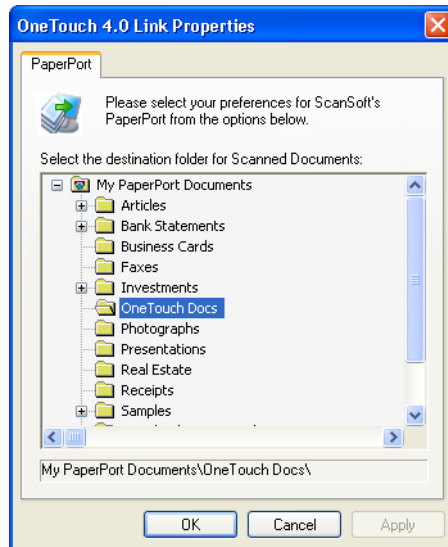 OneTouch 4.0 Link Properties
PaperPort
Please select your preferences for ScanSoft's
PaperPort from the options below.
Select the destination folder for Scanned Documents:
My PaperPort Documents
Articles
Bank Statements
Business Cards
Faxes
Investments
OneTouch Docs
Photographs
Presentations
Real Estate
Receipts
Samples
My PaperPort Documents\OneTouch Docs\
OK
Cancel
Apply